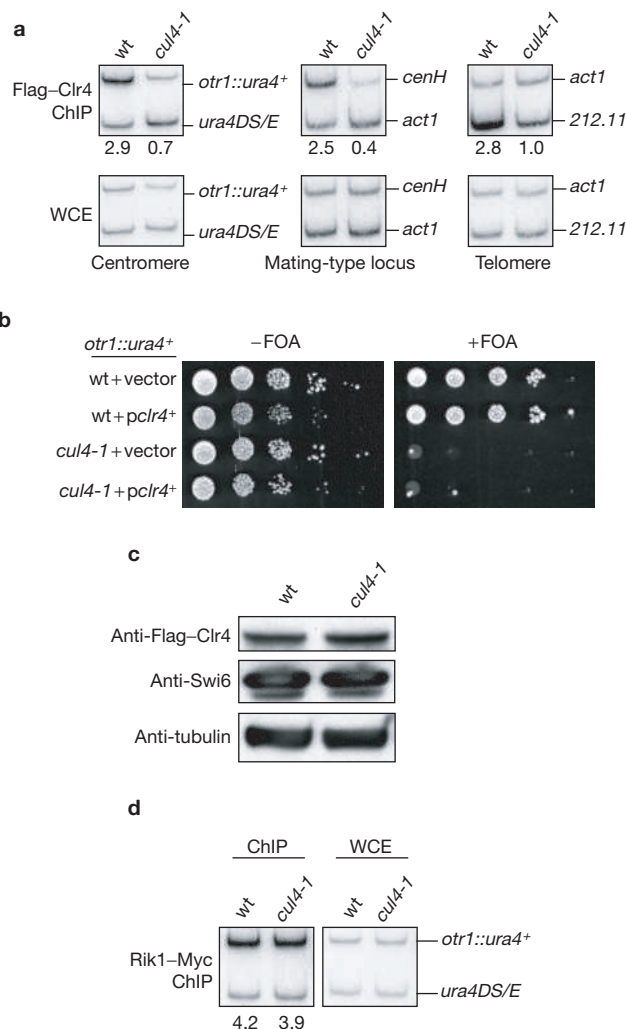 a
wt cul4-1 wt cul4-1 wt cul4-1
Flag–Clr4
ChIP
otr1::ura4+
ura4DS/E
cenH
act1
act1
212.11
2.9 0.7 2.5 0.4 2.8 1.0
WCE
otr1::ura4+
ura4DS/E
cenH
act1
act1
212.11
Centromere Mating-type locus Telomere
b
otr1::ura4+ –FOA +FOA
wt+vector
wt+pclr4+
cul4-1+vector
cul4-1+pclr4+
c
wt cul4-1
Anti-Flag–Clr4
Anti-Swi6
Anti-tubulin
d
ChIP WCE
wt cul4-1 wt cul4-1
Rik1–Myc
ChIP
otr1::ura4+
ura4DS/E
4.2 3.9